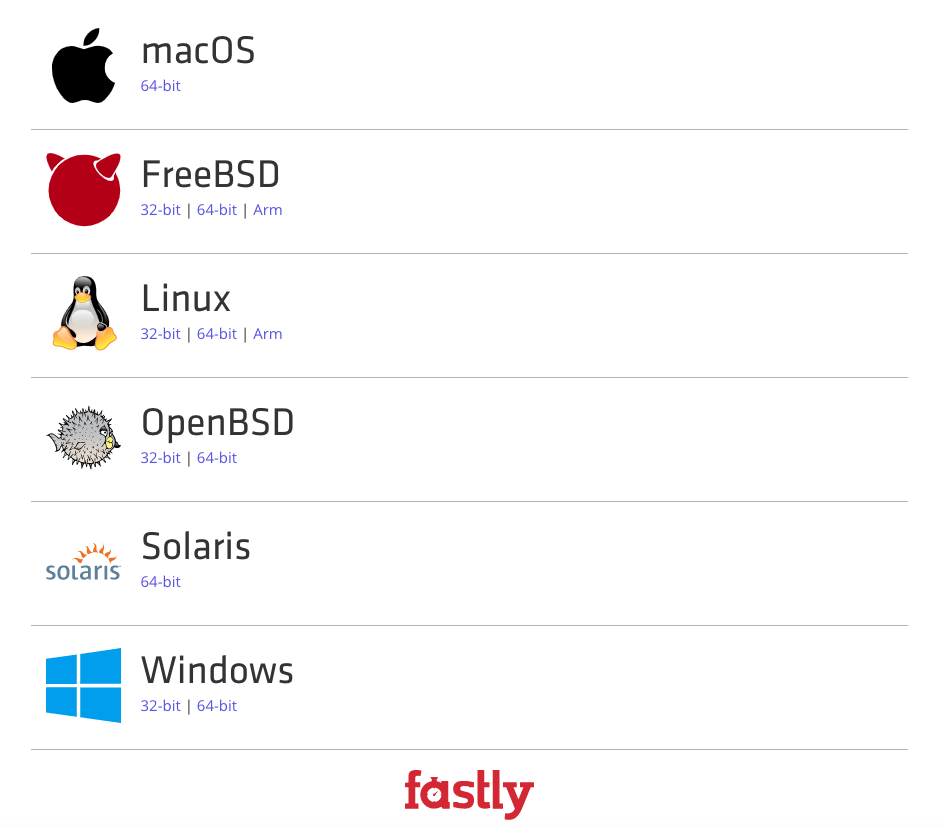 macOS
64-bit
FreeBSD
32-bit | 64-bit | Arm
Linux
32-bit | 64-bit | Arm
OpenBSD
32-bit | 64-bit
solaris
Solaris
64-bit
Windows
32-bit | 64-bit
fastly